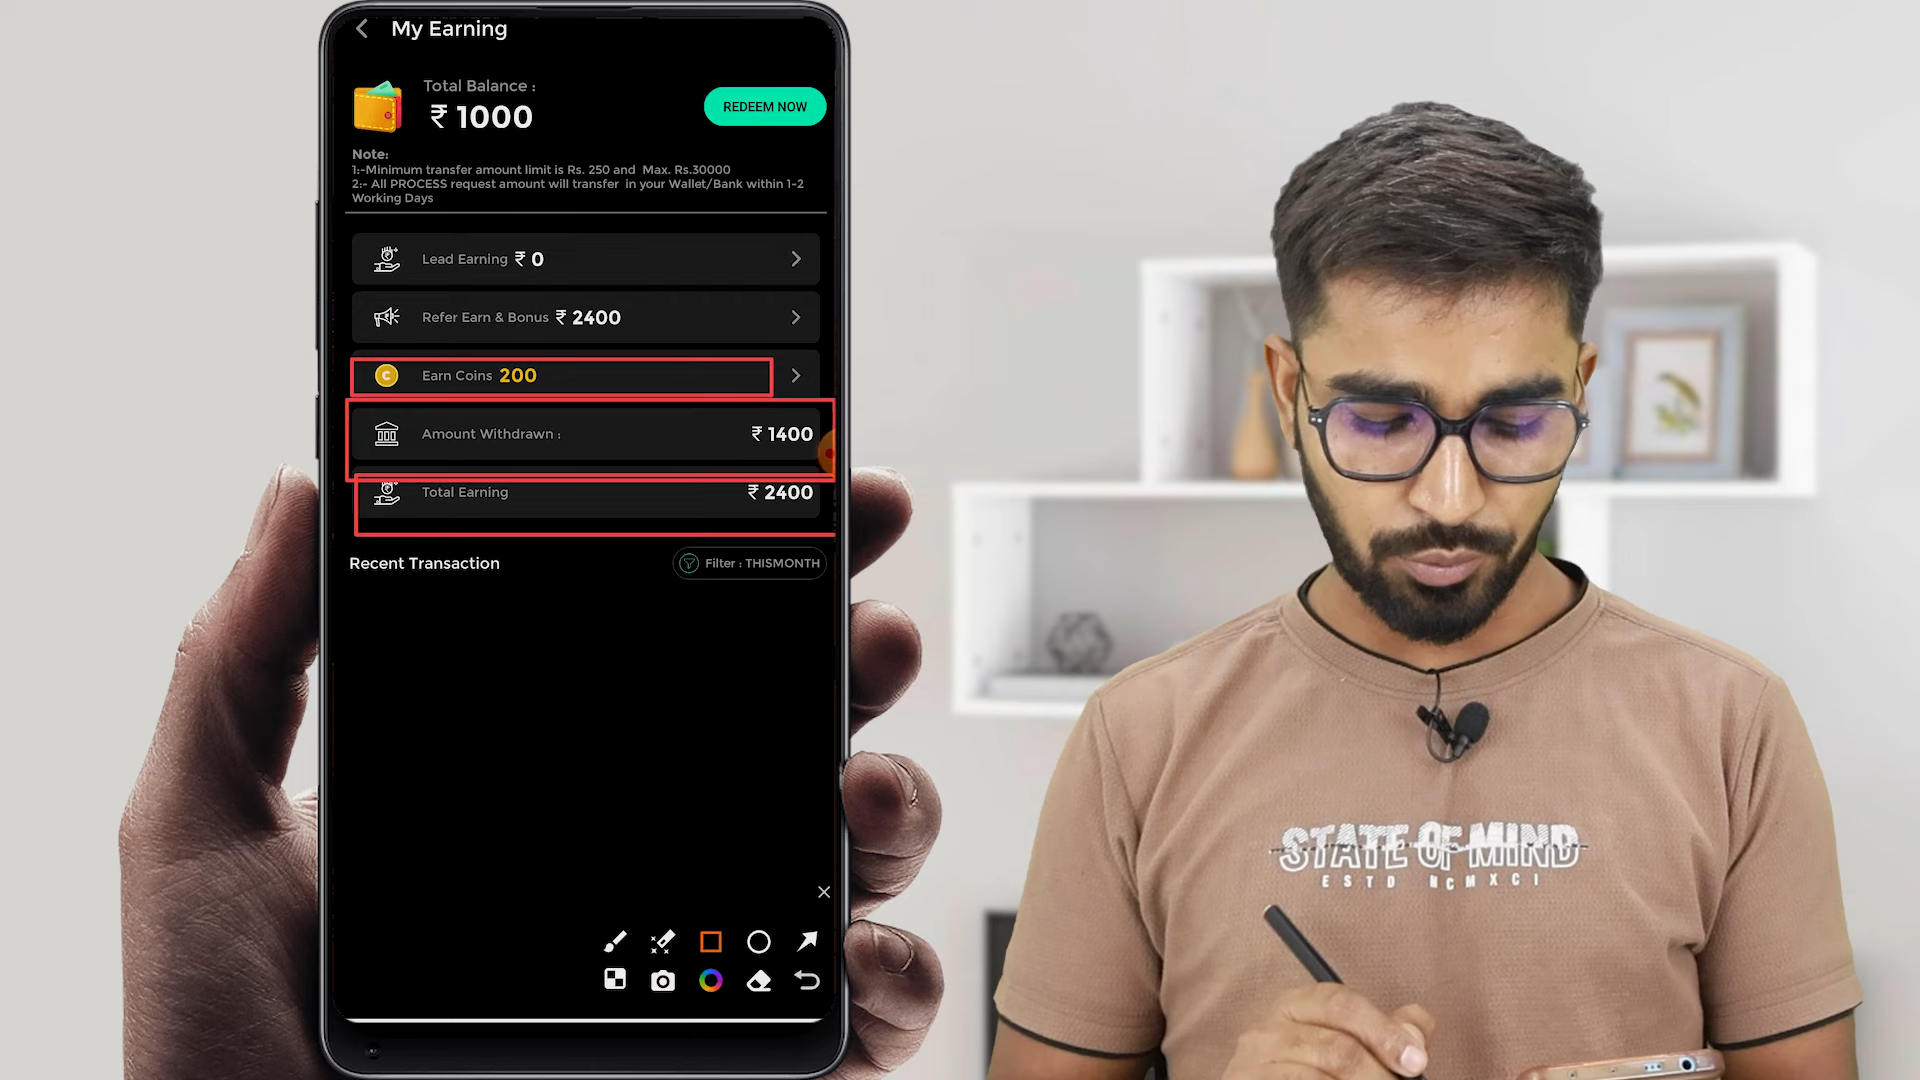 My Earning
Total Balance :
₹ 1000
REDEEM NOW
Note:
1:-Minimum transfer amount limit is Rs. 250 and Max. Rs.30000
2:- All PROCESS request amount will transfer in your Wallet/Bank within 1-2
Working Days
Lead Earning ₹ 0
Refer Earn & Bonus ₹ 2400
C Earn Coins 200
Amount Withdrawn : ₹ 1400
Total Earning ₹ 2400
Recent Transaction
Filter : THISMONTH
STATE OF MIND
ESTD MCMXCI